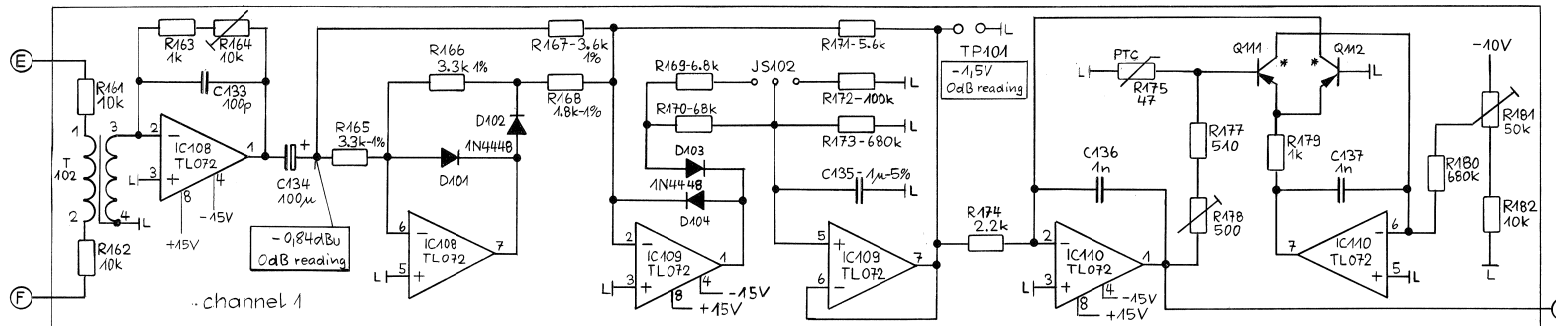 E
R163
1k
R164
10k
C133
100p
R161
10k
1
2
T
102
3
4
L
2
−
+
3
L
IC108
TL072
1
4
8
-15V
+15V
R162
10k
F
channel 1
+
C134
100μ
-0,84dBu
0dB reading
R165
3.3k-1%
R166
3.3k 1%
D102
1N4448
D101
6
−
5
+
L
IC108
TL072
7
R167-3.6k
1%
R168
1.8k-1%
R169-6.8k
JS102
R170-68k
D103
1N4448
D104
2
−
3
+
L
IC109
TL072
1
4
8
-15V
+15V
R171-5.6k
R172-100k
L
R173-680k
L
C135-1μ-5%
L
5
+
6
−
IC109
TL072
7
TP101
L
-1,5V
0dB reading
R174
2.2k
C136
1n
2
−
3
+
L
IC110
TL072
1
4
8
-15V
+15V
PTC
L
R175
47
R177
510
R178
500
Q111
*
*
Q112
L
R179
1k
C137
1n
7
IC110
TL072
−
6
+
5
L
R180
680k
-10V
R181
50k
R182
10k
L